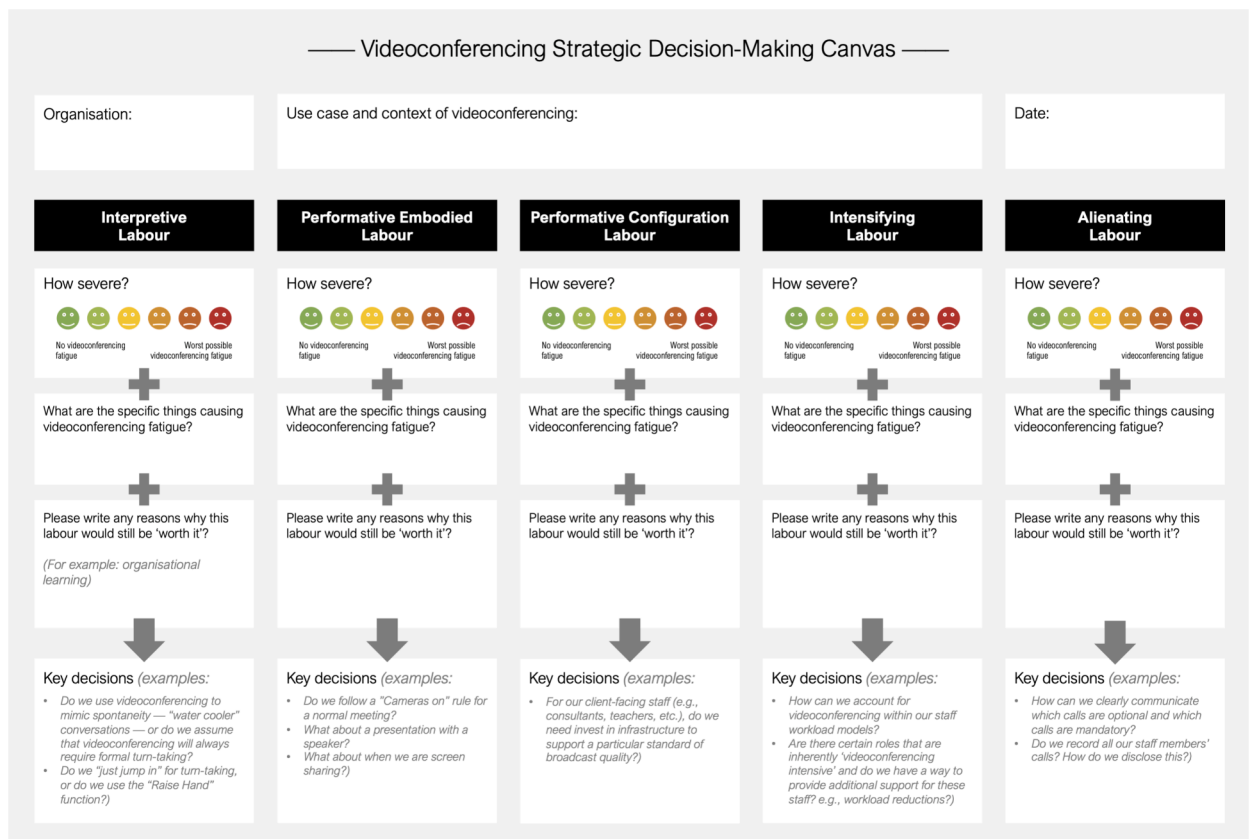 Videoconferencing Strategic Decision-Making Canvas
Organisation:
Use case and context of videoconferencing:
Date:
Interpretive
Labour
How severe?
No videoconferencing
fatigue
Worst possible
videoconferencing fatigue
What are the specific things causing
videoconferencing fatigue?
Please write any reasons why this
labour would still be ‘worth it’?
(For example: organisational
learning)
Key decisions (examples:
• Do we use videoconferencing to
mimic spontaneity — “water cooler”
conversations — or do we assume
that videoconferencing will always
require formal turn-taking?
• Do we “just jump in” for turn-taking,
or do we use the “Raise Hand”
function?)
Performative Embodied
Labour
How severe?
No videoconferencing
fatigue
Worst possible
videoconferencing fatigue
What are the specific things causing
videoconferencing fatigue?
Please write any reasons why this
labour would still be ‘worth it’?
Key decisions (examples:
• Do we follow a "Cameras on" rule for
a normal meeting?
• What about a presentation with a
speaker?
• What about when we are screen
sharing?)
Performative Configuration
Labour
How severe?
No videoconferencing
fatigue
Worst possible
videoconferencing fatigue
What are the specific things causing
videoconferencing fatigue?
Please write any reasons why this
labour would still be ‘worth it’?
Key decisions (examples:
• For our client-facing staff (e.g.,
consultants, teachers, etc.), do we
need invest in infrastructure to
support a particular standard of
broadcast quality?)
Intensifying
Labour
How severe?
No videoconferencing
fatigue
Worst possible
videoconferencing fatigue
What are the specific things causing
videoconferencing fatigue?
Please write any reasons why this
labour would still be ‘worth it’?
Key decisions (examples:
• How can we account for
videoconferencing within our staff
workload models?
• Are there certain roles that are
inherently ‘videoconferencing
intensive’ and do we have a way to
provide additional support for these
staff? e.g., workload reductions?)
Alienating
Labour
How severe?
No videoconferencing
fatigue
Worst possible
videoconferencing fatigue
What are the specific things causing
videoconferencing fatigue?
Please write any reasons why this
labour would still be ‘worth it’?
Key decisions (examples:
• How can we clearly communicate
which calls are optional and which
calls are mandatory?
• Do we record all our staff members’
calls? How do we disclose this?)